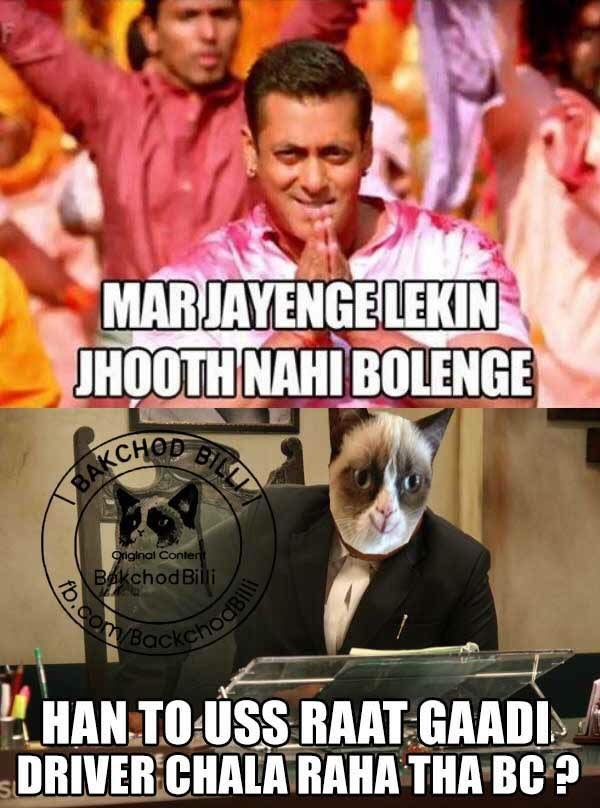 MAR JAYENGE LEKIN
JHOOTH NAHI BOLENGE
BAKCHOD BILLI
Original Content
BakchodBilli
fb.com/BackchodBilli
HAN TO USS RAAT GAADI
DRIVER CHALA RAHA THA BC ?